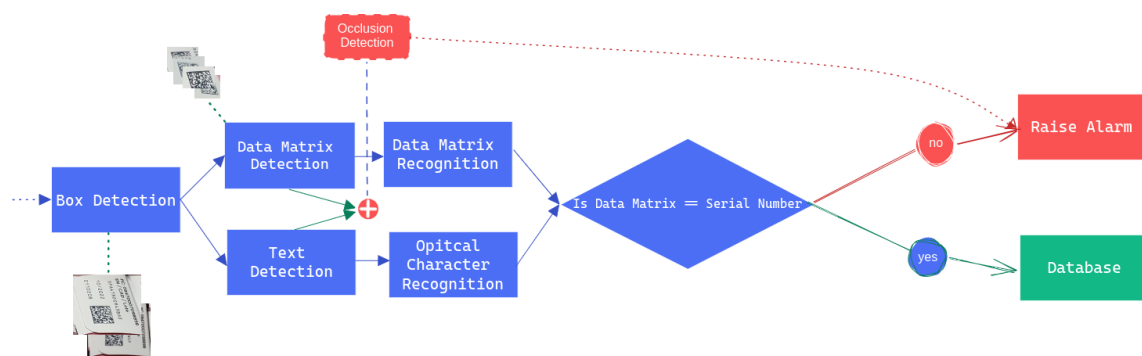 Occlusion
Detection
Data Matrix
Detection
Data Matrix
Recognition
Box Detection
Text
Detection
Opitcal
Character
Recognition
Is Data Matrix == Serial Number
no
yes
Raise Alarm
Database